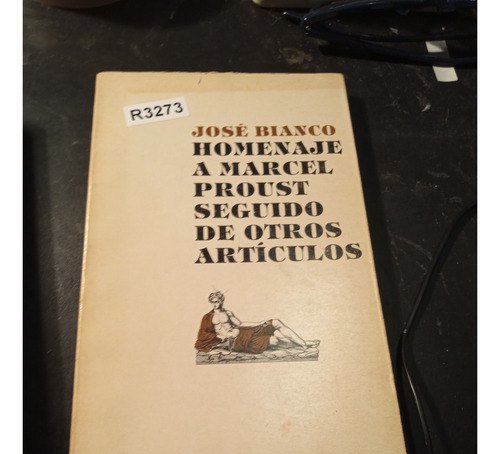 R3273
JOSÉ BIANCO
HOMENAJE
A MARCEL
PROUST
SEGUIDO
DE OTROS
ARTÍCULOS